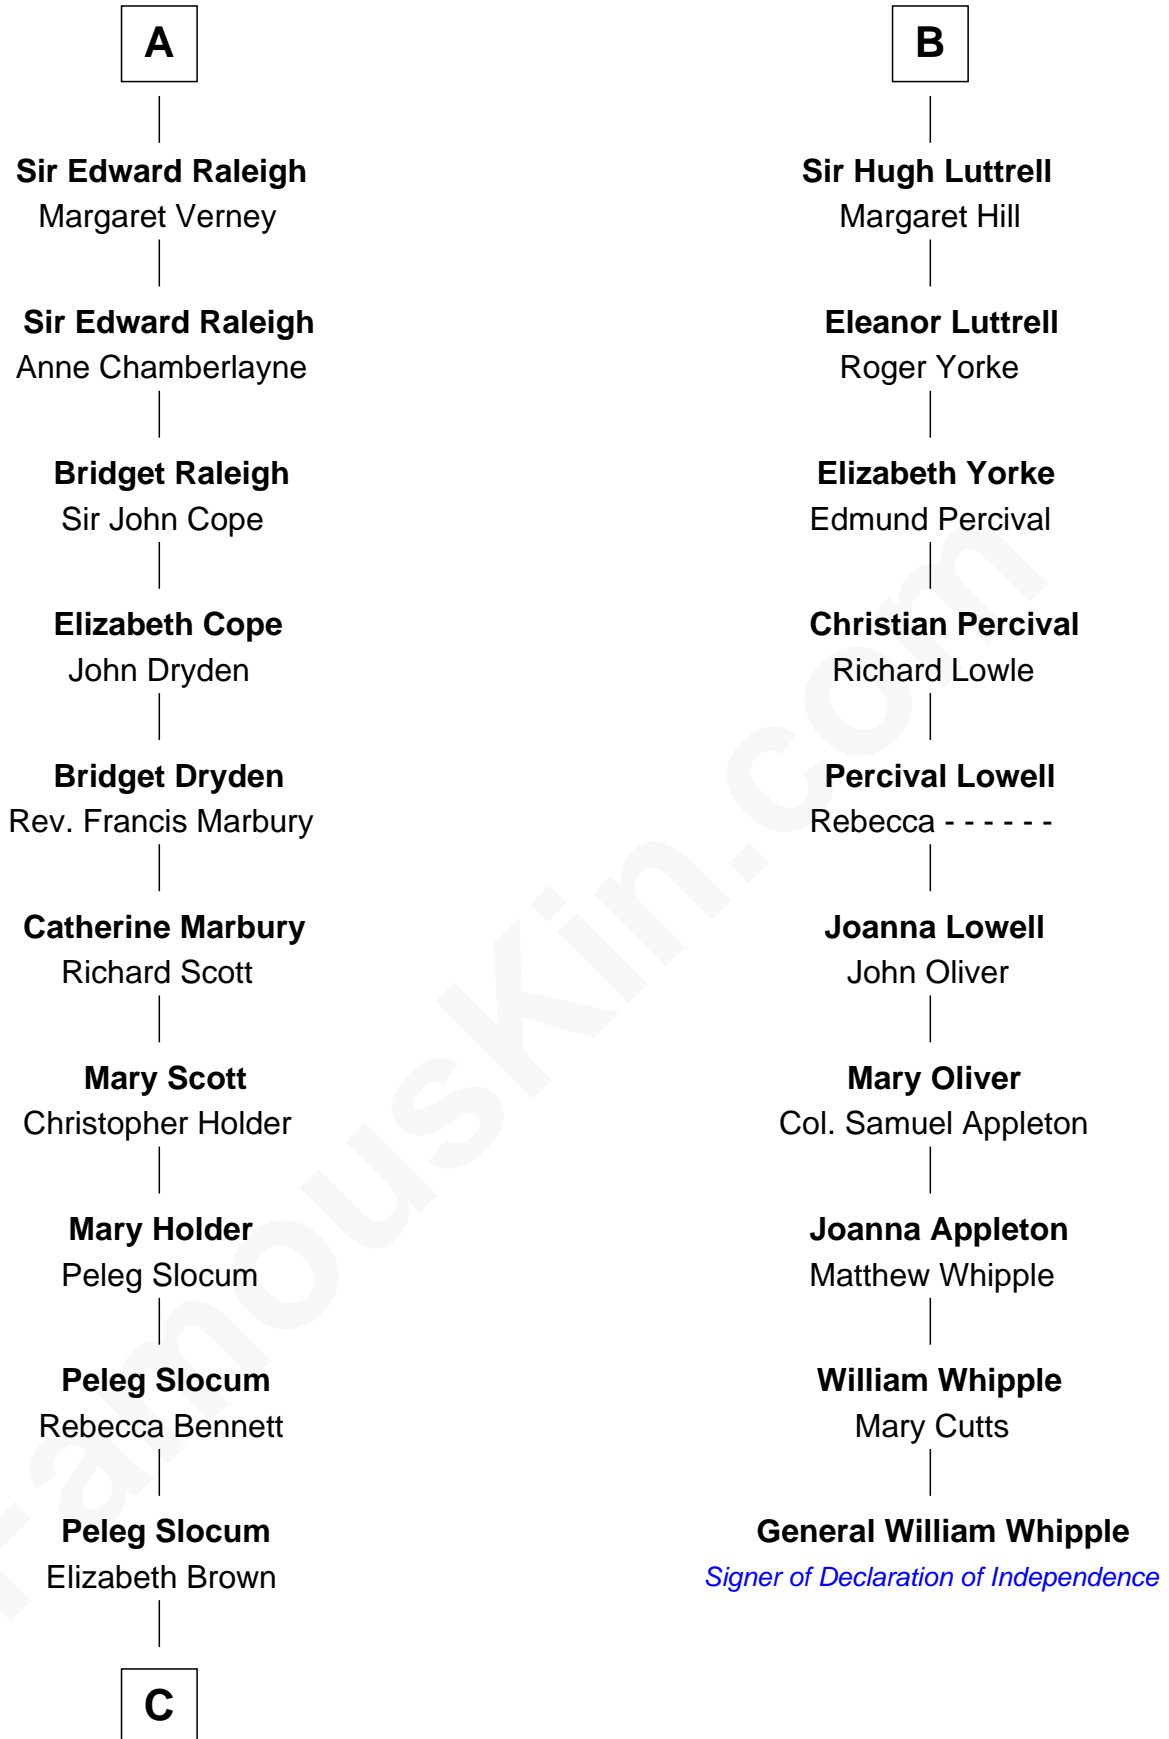 A
Sir Edward Raleigh
Margaret Verney
Sir Edward Raleigh
Anne Chamberlayne
Bridget Raleigh
Sir John Cope
Elizabeth Cope
John Dryden
Bridget Dryden
Rev. Francis Marbury
Catherine Marbury
Richard Scott
Mary Scott
Christopher Holder
Mary Holder
Peleg Slocum
Peleg Slocum
Rebecca Bennett
Peleg Slocum
Elizabeth Brown
C
B
Sir Hugh Luttrell
Margaret Hill
Eleanor Luttrell
Roger Yorke
Elizabeth Yorke
Edmund Percival
Christian Percival
Richard Lowle
Percival Lowell
Rebecca - - - - - -
Joanna Lowell
John Oliver
Mary Oliver
Col. Samuel Appleton
Joanna Appleton
Matthew Whipple
William Whipple
Mary Cutts
General William Whipple
Signer of Declaration of Independence
FamousKin.com